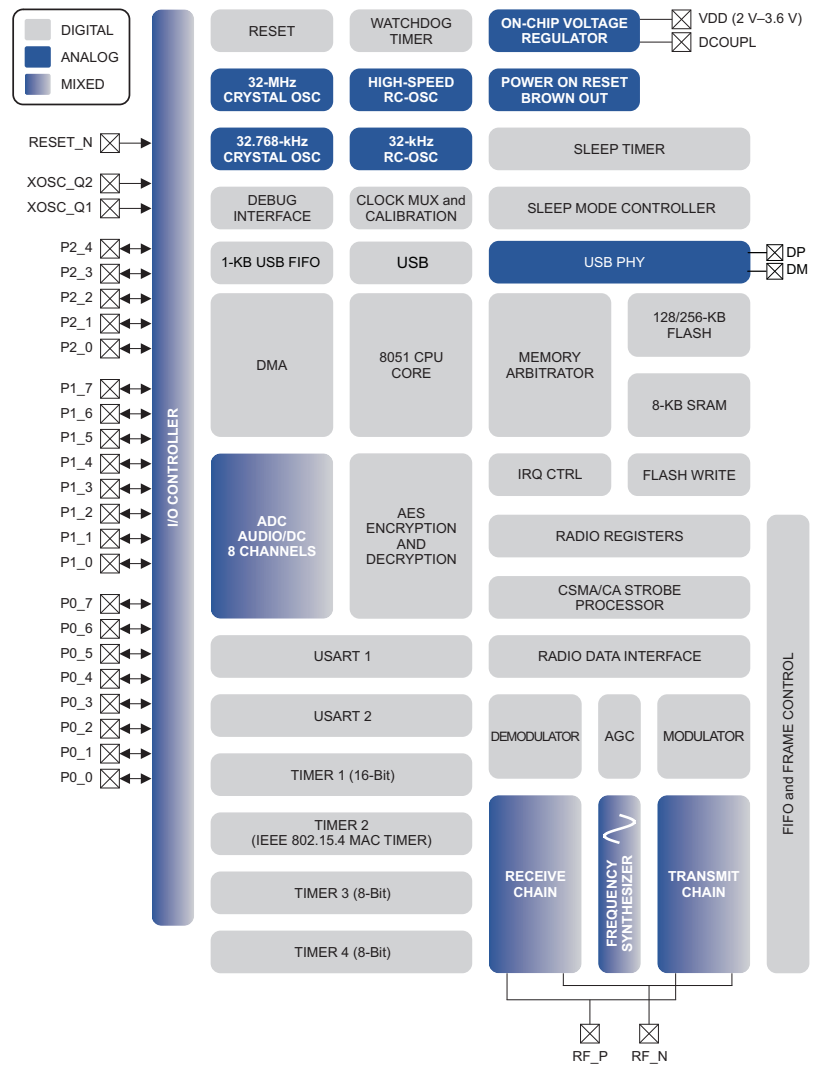 DIGITAL
ANALOG
MIXED
RESET_N
XOSC_Q2
XOSC_Q1
P2_4
P2_3
P2_2
P2_1
P2_0
P1_7
P1_6
P1_5
P1_4
P1_3
P1_2
P1_1
P1_0
P0_7
P0_6
P0_5
P0_4
P0_3
P0_2
P0_1
P0_0
I/O CONTROLLER
RESET
WATCHDOG
TIMER
ON-CHIP VOLTAGE
REGULATOR
VDD (2 V–3.6 V)
DCOUPL
32-MHz
CRYSTAL OSC
HIGH-SPEED
RC-OSC
POWER ON RESET
BROWN OUT
32.768-kHz
CRYSTAL OSC
32-kHz
RC-OSC
SLEEP TIMER
DEBUG
INTERFACE
CLOCK MUX and
CALIBRATION
SLEEP MODE CONTROLLER
1-KB USB FIFO
USB
USB PHY
DP
DM
DMA
8051 CPU
CORE
MEMORY
ARBITRATOR
128/256-KB
FLASH
8-KB SRAM
IRQ CTRL
FLASH WRITE
ADC
AUDIO/DC
8 CHANNELS
AES
ENCRYPTION
AND
DECRYPTION
RADIO REGISTERS
CSMA/CA STROBE
PROCESSOR
RADIO DATA INTERFACE
USART 1
USART 2
TIMER 1 (16-Bit)
TIMER 2
(IEEE 802.15.4 MAC TIMER)
TIMER 3 (8-Bit)
TIMER 4 (8-Bit)
DEMODULATOR
AGC
MODULATOR
RECEIVE
CHAIN
FREQUENCY
SYNTHESIZER
TRANSMIT
CHAIN
FIFO and FRAME CONTROL
RF_P
RF_N